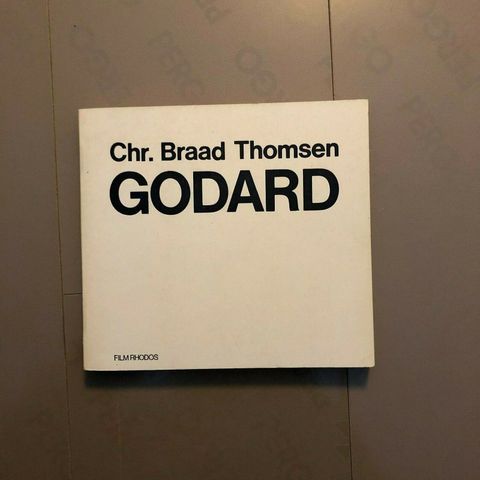 Chr. Braad Thomsen
GODARD
FILM RHODOS